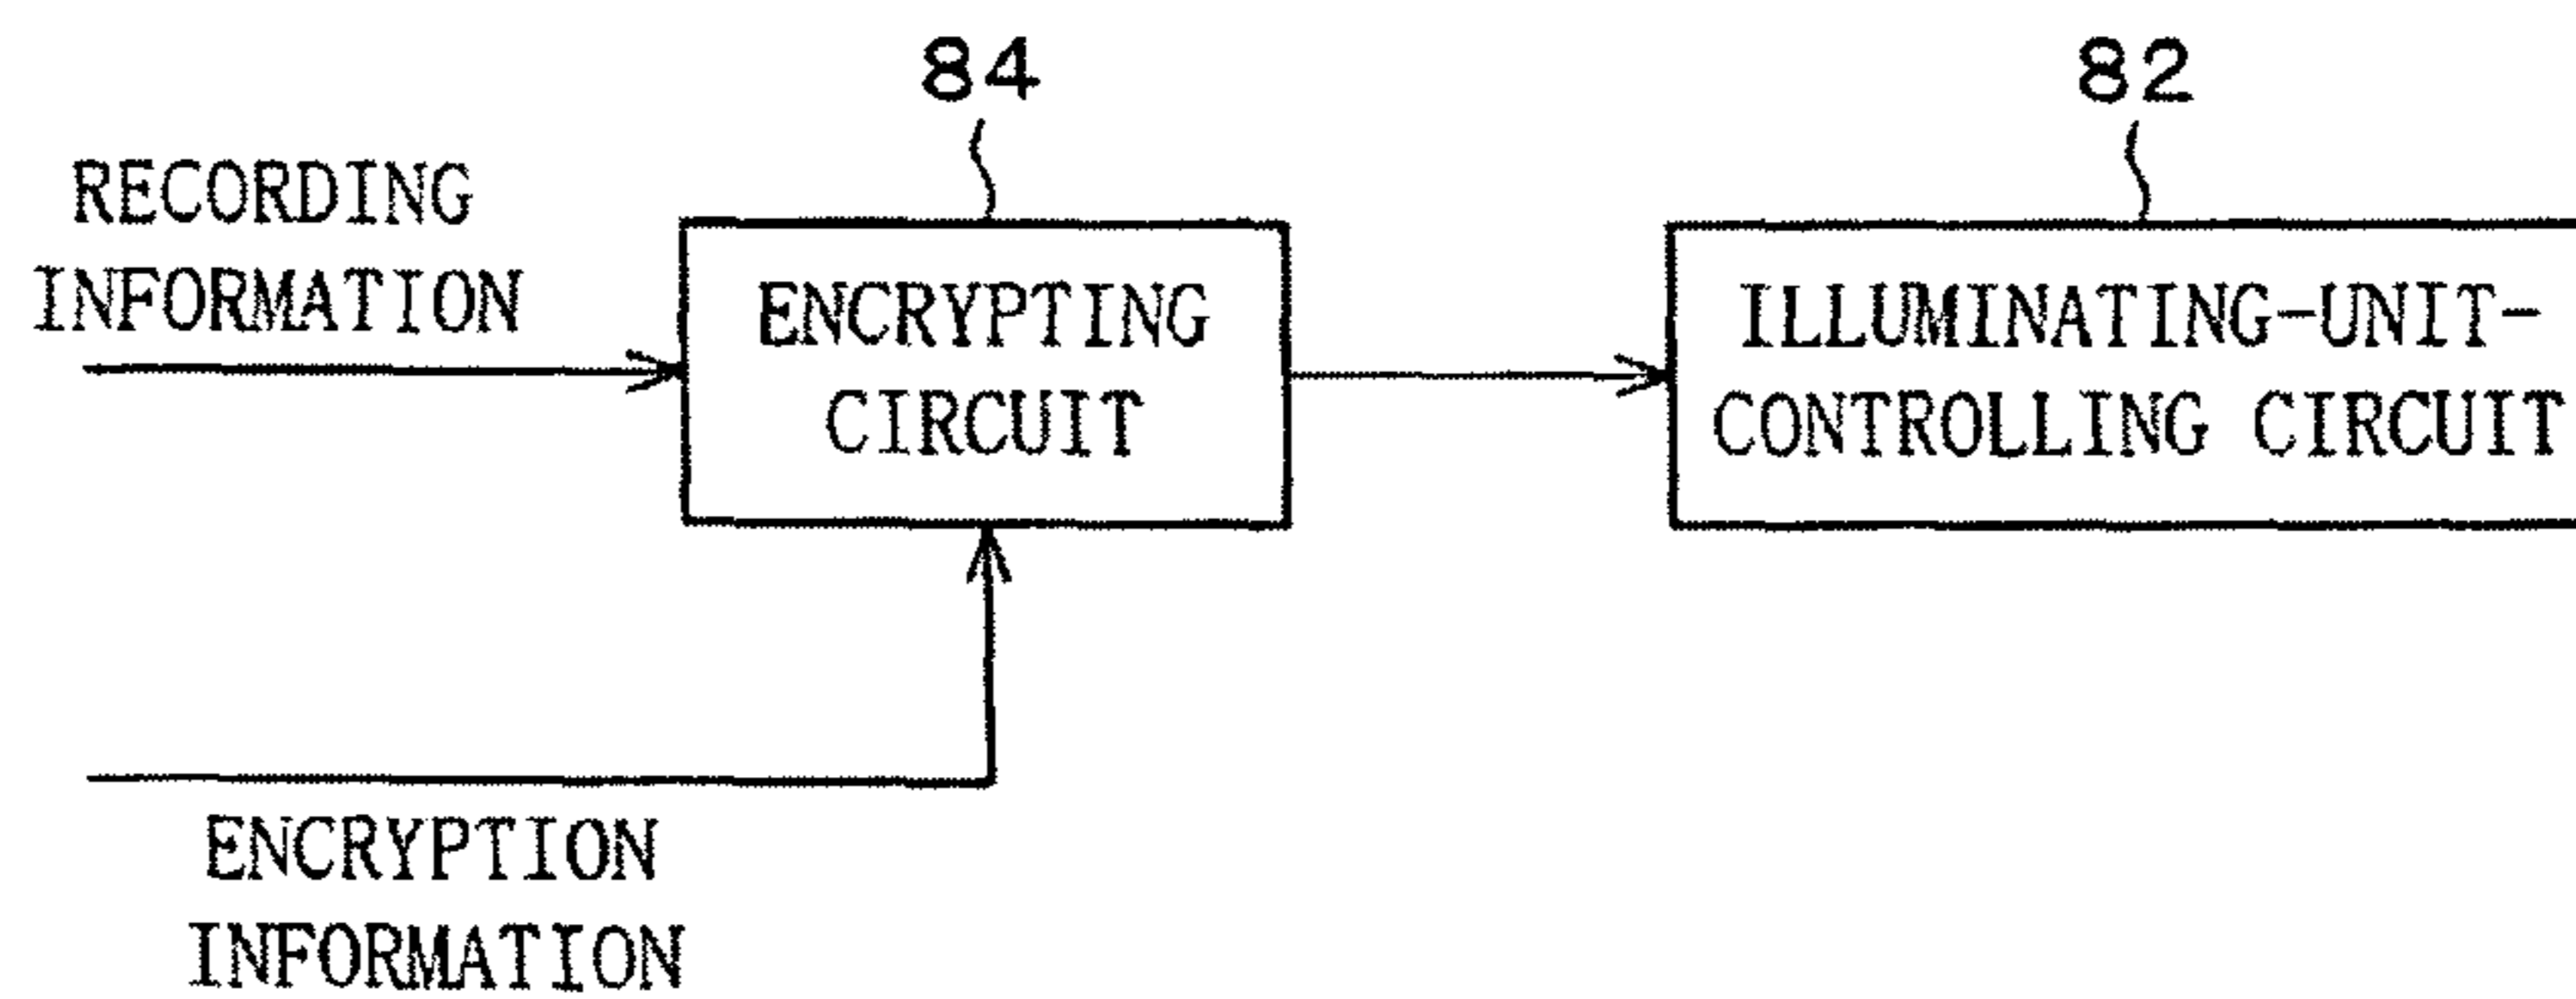 84
82
RECORDING
INFORMATION
ENCRYPTING
CIRCUIT
ILLUMINATING-UNIT-
CONTROLLING CIRCUIT
ENCRYPTION
INFORMATION